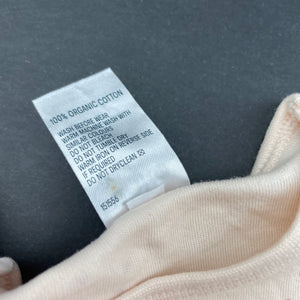 100% ORGANIC COTTON
WASH BEFORE WEAR
WARM MACHINE WASH WITH
SIMILAR COLOURS
DO NOT BLEACH
DO NOT TUMBLE DRY
WARM IRON ON REVERSE SIDE
IF REQUIRED
DO NOT DRYCLEAN
151556